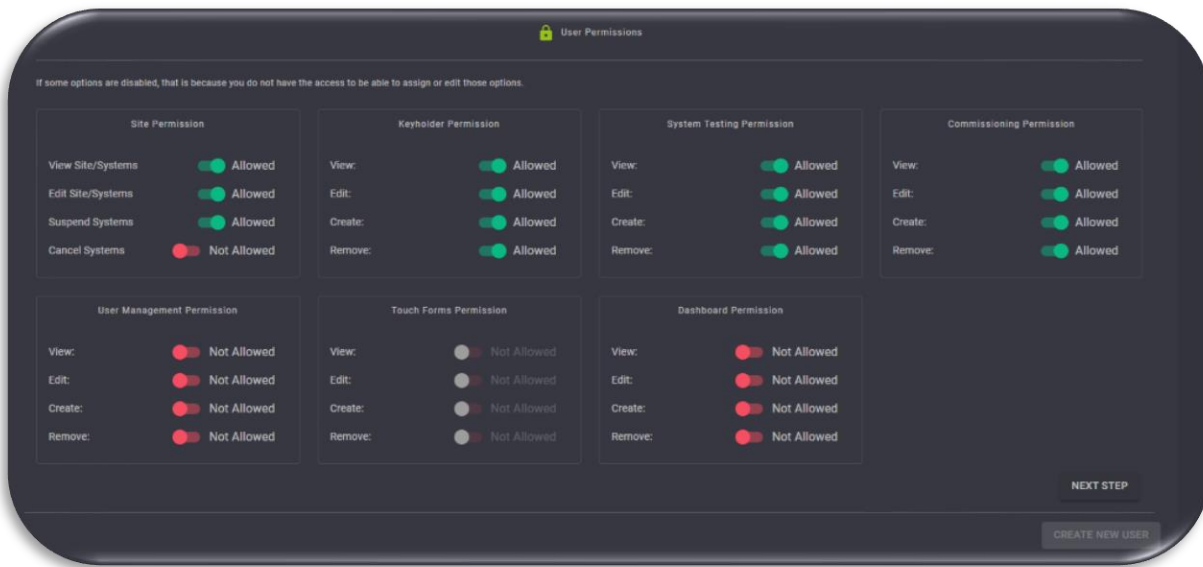 User Permissions
If some options are disabled, that is because you do not have the access to be able to assign or edit those options.
Site Permission
View Site/Systems Allowed
Edit Site/Systems Allowed
Suspend Systems Allowed
Cancel Systems Not Allowed
Keyholder Permission
View: Allowed
Edit: Allowed
Create: Allowed
Remove: Allowed
System Testing Permission
View: Allowed
Edit: Allowed
Create: Allowed
Remove: Allowed
Commissioning Permission
View: Allowed
Edit: Allowed
Create: Allowed
Remove: Allowed
User Management Permission
View: Not Allowed
Edit: Not Allowed
Create: Not Allowed
Remove: Not Allowed
Touch Forms Permission
View: Not Allowed
Edit: Not Allowed
Create: Not Allowed
Remove: Not Allowed
Dashboard Permission
View: Not Allowed
Edit: Not Allowed
Create: Not Allowed
Remove: Not Allowed
NEXT STEP
CREATE NEW USER